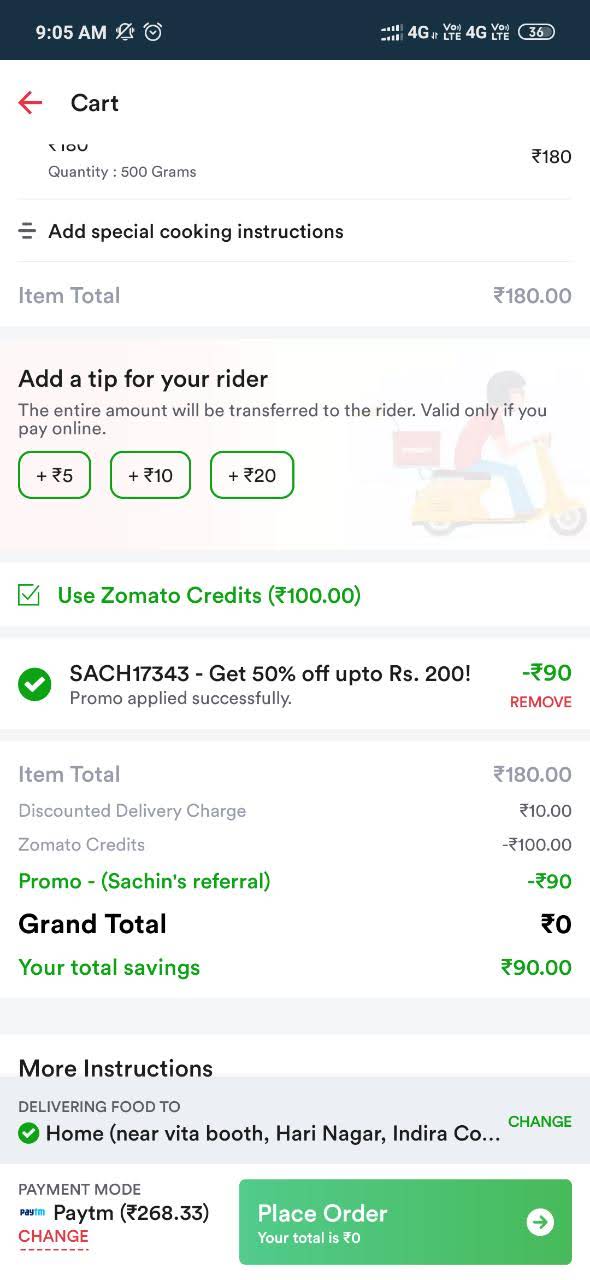 9:05 AM 4G VoD LTE 4G VoD LTE 36
Cart
₹180
₹180
Quantity : 500 Grams
Add special cooking instructions
Item Total ₹180.00
Add a tip for your rider
The entire amount will be transferred to the rider. Valid only if you
pay online.
+ ₹5 + ₹10 + ₹20
Use Zomato Credits (₹100.00)
SACH17343 - Get 50% off upto Rs. 200! -₹90
Promo applied successfully. REMOVE
Item Total ₹180.00
Discounted Delivery Charge ₹10.00
Zomato Credits -₹100.00
Promo - (Sachin's referral) -₹90
Grand Total ₹0
Your total savings ₹90.00
More Instructions
DELIVERING FOOD TO
Home (near vita booth, Hari Nagar, Indira Co... CHANGE
PAYMENT MODE
paytm Paytm (₹268.33)
CHANGE
Place Order
Your total is ₹0